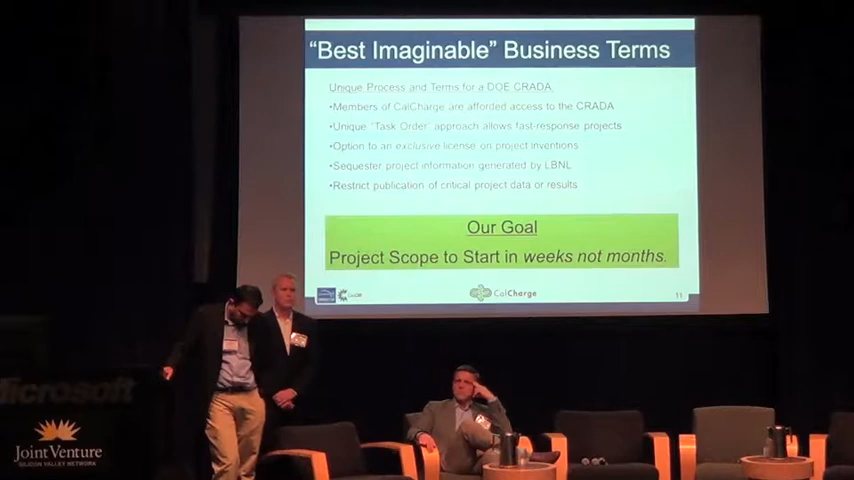 "Best Imaginable" Business Terms
Unique Process and Terms for a DOE CRADA
•Members of CalCharge are afforded access to the CRADA
•Unique "Task Order" approach allows fast-response projects
•Option to an exclusive license on project inventions
•Sequester project information generated by LBNL
•Restrict publication of critical project data or results
Our Goal
Project Scope to Start in weeks not months.
CalCharge
11
Microsoft
Joint Venture
SILICON VALLEY NETWORK